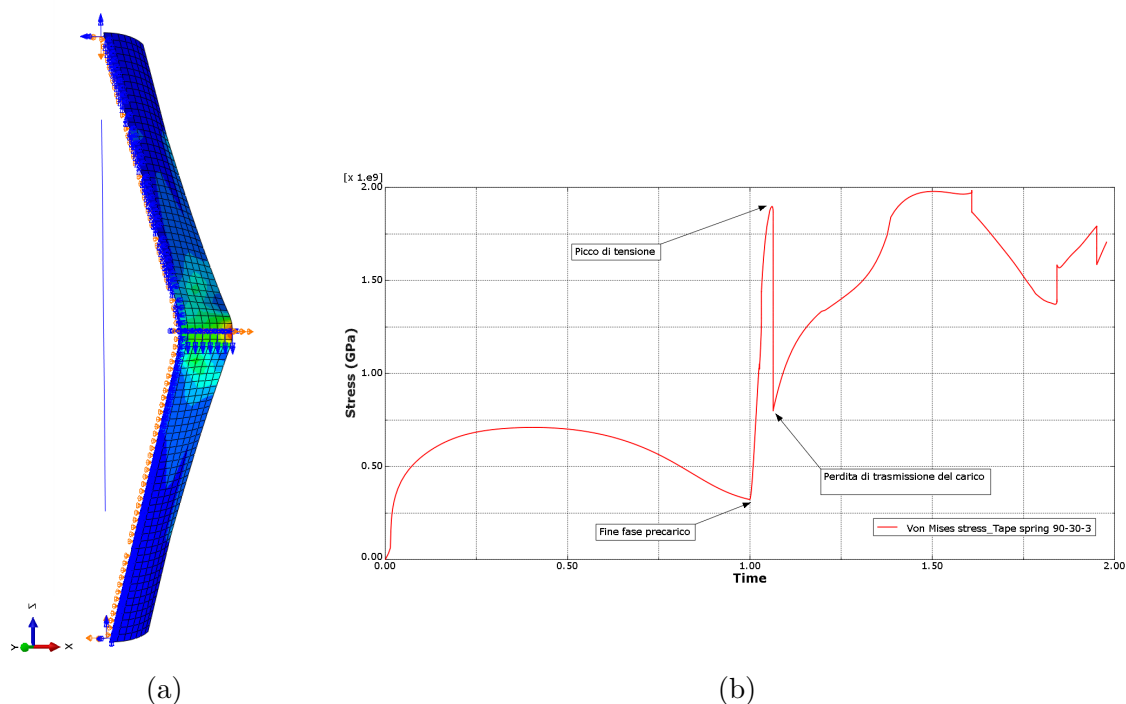 [x 1.e9]
2.00
1.50
1.00
0.50
0.00
Stress (GPa)
Picco di tensione
Perdita di trasmissione del carico
Fine fase precarico
Von Mises stress_Tape spring 90-30-3
0.00
0.50
1.00
1.50
2.00
Time
Z
Y
X
(a)
(b)